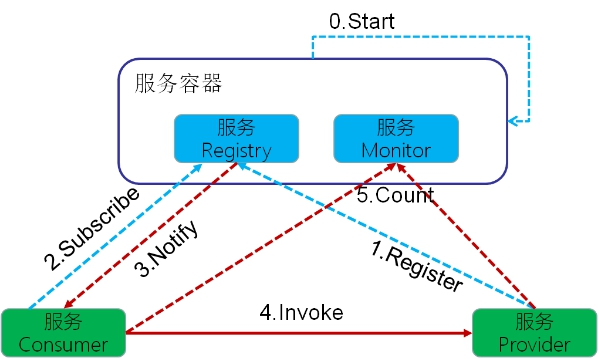 0.Start
服务容器
服务
Registry
服务
Monitor
2.Subscribe
3.Notify
5.Count
1.Register
4.Invoke
服务
Consumer
服务
Provider